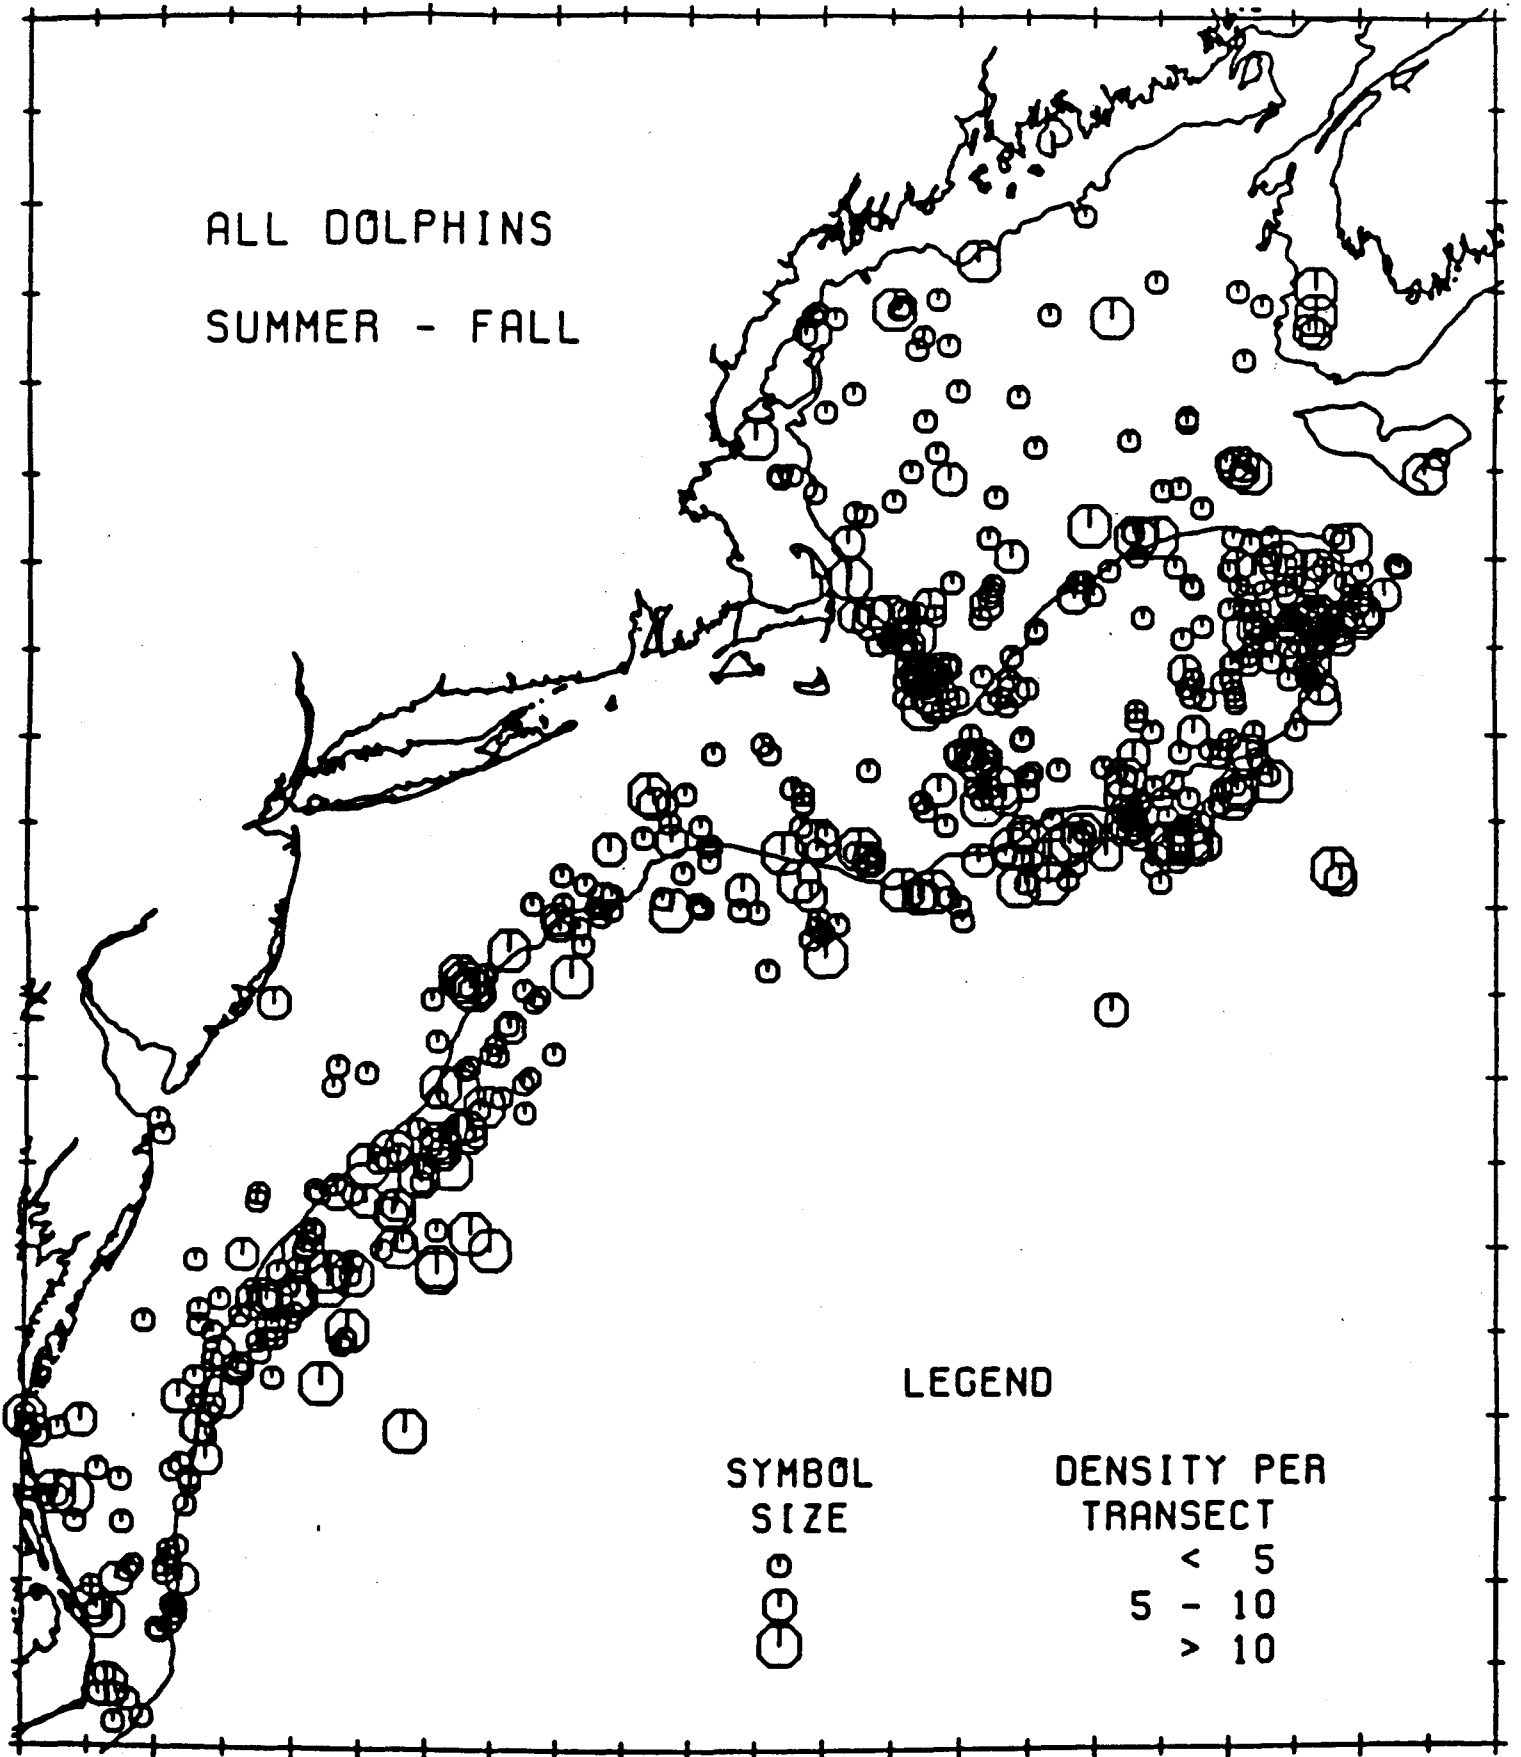 ALL DOLPHINS
SUMMER - FALL
LEGEND
SYMBOL SIZE
DENSITY PER TRANSECT
< 5
5 - 10
> 10